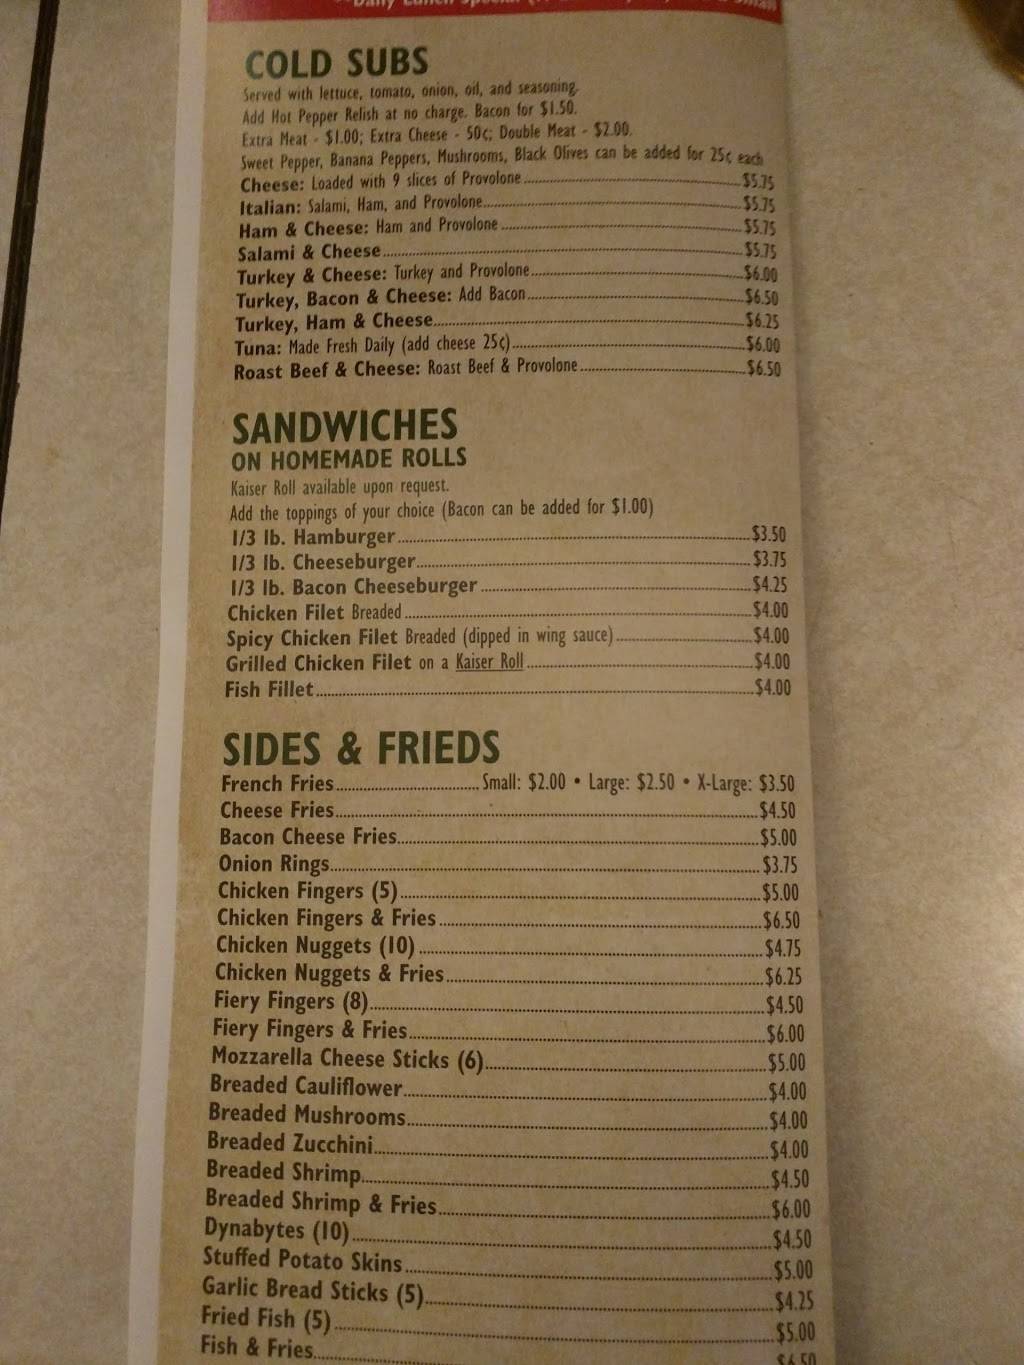 Daily Lunch Special
COLD SUBS
Served with lettuce, tomato, onion, oil, and seasoning.
Add Hot Pepper Relish at no charge. Bacon for $1.50.
Extra Meat - $1.00; Extra Cheese - 50¢; Double Meat - $2.00.
Sweet Pepper, Banana Peppers, Mushrooms, Black Olives can be added for 25¢ each
Cheese: Loaded with 9 slices of Provolone $5.75
Italian: Salami, Ham, and Provolone $5.75
Ham & Cheese: Ham and Provolone $5.75
Salami & Cheese $5.75
Turkey & Cheese: Turkey and Provolone $6.00
Turkey, Bacon & Cheese: Add Bacon $6.50
Turkey, Ham & Cheese $6.25
Tuna: Made Fresh Daily (add cheese 25¢) $6.00
Roast Beef & Cheese: Roast Beef & Provolone $6.50
SANDWICHES
ON HOMEMADE ROLLS
Kaiser Roll available upon request.
Add the toppings of your choice (Bacon can be added for $1.00)
1/3 lb. Hamburger $3.50
1/3 lb. Cheeseburger $3.75
1/3 lb. Bacon Cheeseburger $4.25
Chicken Filet Breaded $4.00
Spicy Chicken Filet Breaded (dipped in wing sauce) $4.00
Grilled Chicken Filet on a Kaiser Roll $4.00
Fish Fillet $4.00
SIDES & FRIEDS
French Fries Small: $2.00 • Large: $2.50 • X-Large: $3.50
Cheese Fries $4.50
Bacon Cheese Fries $5.00
Onion Rings $3.75
Chicken Fingers (5) $5.00
Chicken Fingers & Fries $6.50
Chicken Nuggets (10) $4.75
Chicken Nuggets & Fries $6.25
Fiery Fingers (8) $4.50
Fiery Fingers & Fries $6.00
Mozzarella Cheese Sticks (6) $5.00
Breaded Cauliflower $4.00
Breaded Mushrooms $4.00
Breaded Zucchini $4.00
Breaded Shrimp $4.50
Breaded Shrimp & Fries $6.00
Dynabytes (10) $4.50
Stuffed Potato Skins $5.00
Garlic Bread Sticks (5) $4.25
Fried Fish (5) $5.00
Fish & Fries $6.50